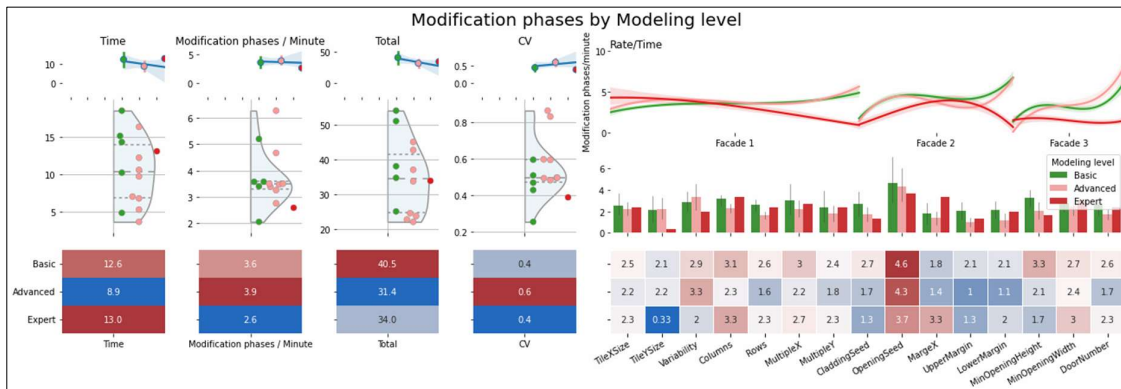 Modification phases by Modeling level
Time
Modification phases / Minute
Total
CV
Rate/Time
10
0
5
0
50
0
0.5
0.0
10
5
0
Modification phases/minute
Facade 1
Facade 2
Facade 3
15
10
5
6
4
2
50
40
30
20
0.8
0.6
0.4
0.2
6
4
2
0
Modeling level
Basic
Advanced
Expert
Basic 12.6 3.6 40.5 0.4
Advanced 8.9 3.9 31.4 0.6
Expert 13.0 2.6 34.0 0.4
Time
Modification phases / Minute
Total
CV
2.5 2.1 2.9 3.1 2.6 3 2.4 2.7 4.6 1.8 2.1 2.1 3.3 2.7 2.6
2.2 2.2 3.3 2.3 1.6 2.2 1.8 1.7 4.3 1.4 1 1.1 2.1 2.4 1.7
2.3 0.33 2 3.3 2.3 2.7 2.3 1.3 3.7 3.3 1.3 2 1.7 3 2.3
TileXSize
TileYSize
Variability
Columns
Rows
MultipleX
MultipleY
CladdingSeed
OpeningSeed
MargeX
UpperMargin
LowerMargin
MinOpeningHeight
MinOpeningWidth
DoorNumber